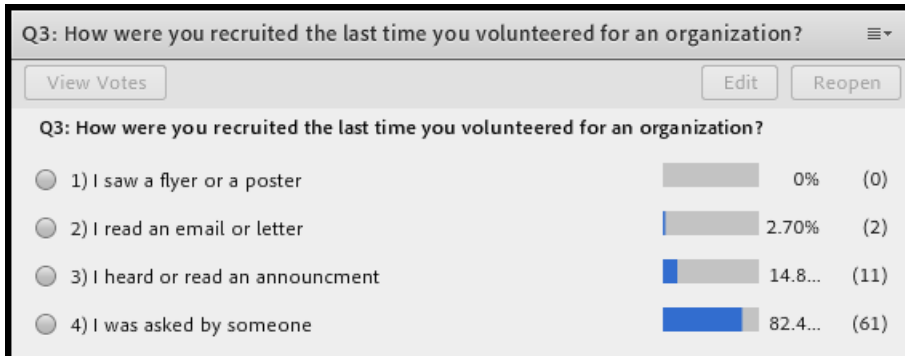 Q3: How were you recruited the last time you volunteered for an organization?
View Votes Edit Reopen
Q3: How were you recruited the last time you volunteered for an organization?
1) I saw a flyer or a poster 0% (0)
2) I read an email or letter 2.70% (2)
3) I heard or read an announcment 14.8... (11)
4) I was asked by someone 82.4... (61)